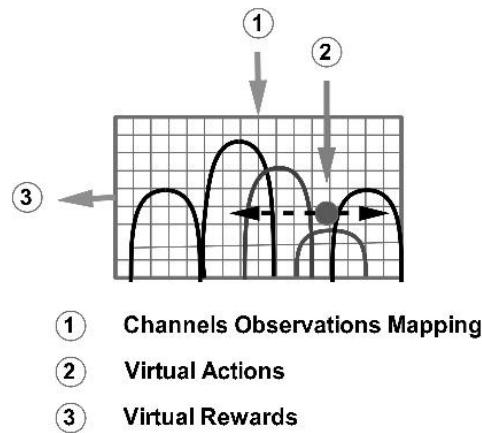 1
2
3
1 Channels Observations Mapping
2 Virtual Actions
3 Virtual Rewards